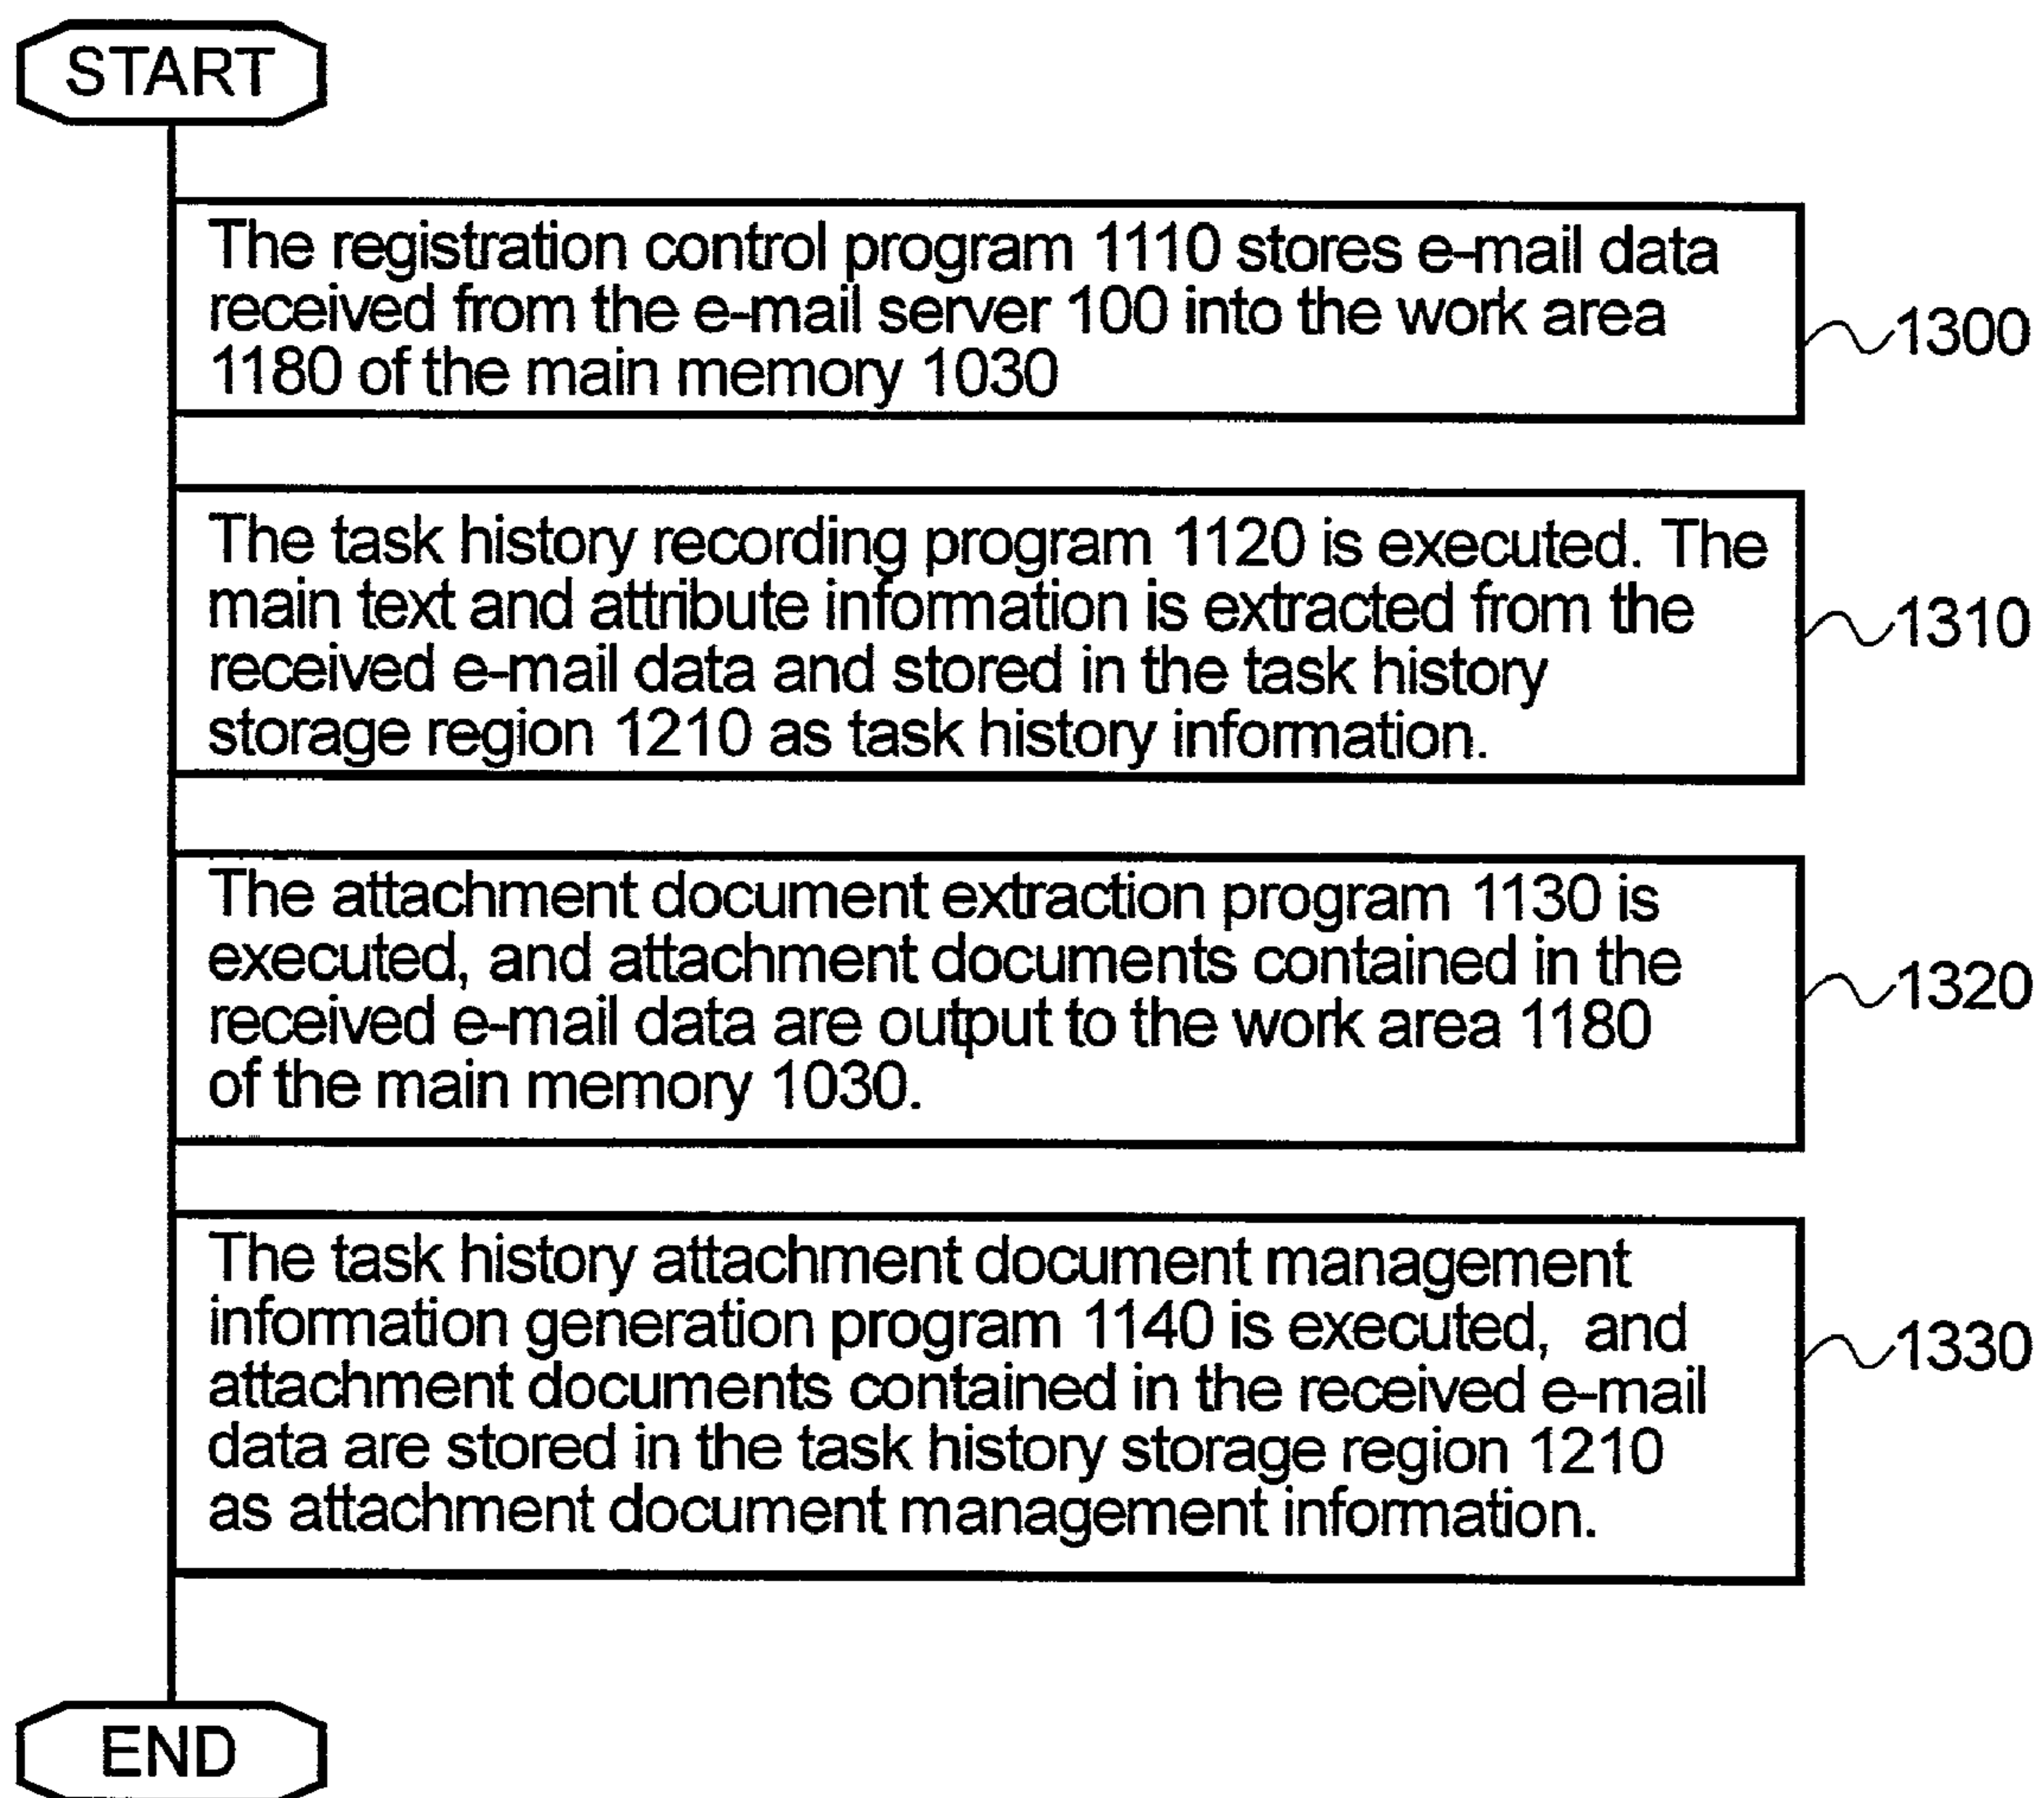 START
The registration control program 1110 stores e-mail data
received from the e-mail server 100 into the work area
1180 of the main memory 1030
1300
The task history recording program 1120 is executed. The
main text and attribute information is extracted from the
received e-mail data and stored in the task history
storage region 1210 as task history information.
1310
The attachment document extraction program 1130 is
executed, and attachment documents contained in the
received e-mail data are output to the work area 1180
of the main memory 1030.
1320
The task history attachment document management
information generation program 1140 is executed, and
attachment documents contained in the received e-mail
data are stored in the task history storage region 1210
as attachment document management information.
1330
END